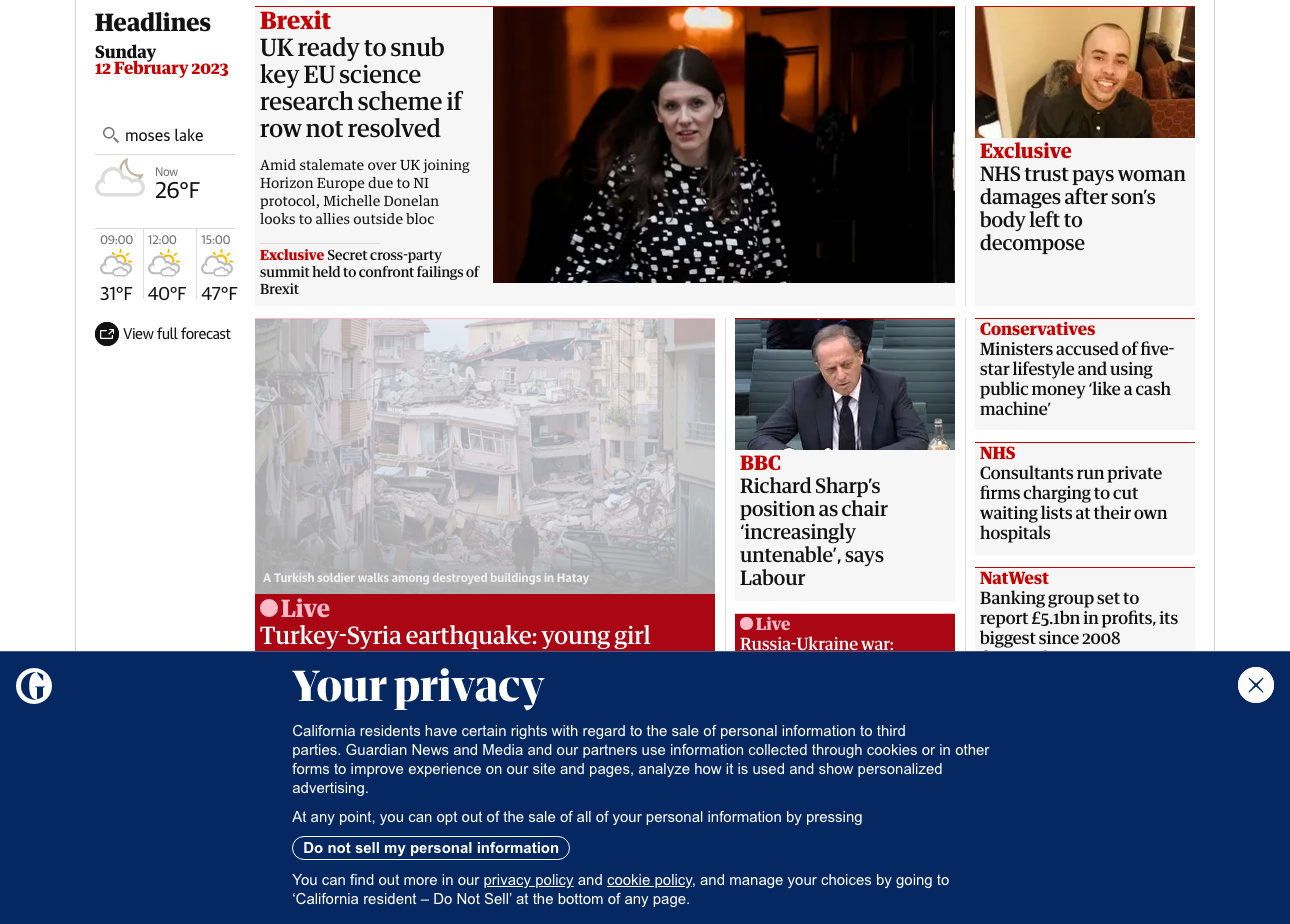 Headlines
Sunday
12 February 2023
moses lake
Now
26°F
09:00
31°F
12:00
40°F
15:00
47°F
View full forecast
Brexit
UK ready to snub
key EU science
research scheme if
row not resolved
Amid stalemate over UK joining
Horizon Europe due to NI
protocol, Michelle Donelan
looks to allies outside bloc
Exclusive Secret cross-party
summit held to confront failings of
Brexit
Exclusive
NHS trust pays woman
damages after son’s
body left to
decompose
A Turkish soldier walks among destroyed buildings in Hatay
Live
Turkey-Syria earthquake: young girl
BBC
Richard Sharp’s
position as chair
‘increasingly
untenable’, says
Labour
Live
Russia-Ukraine war:
Conservatives
Ministers accused of five-
star lifestyle and using
public money ‘like a cash
machine’
NHS
Consultants run private
firms charging to cut
waiting lists at their own
hospitals
NatWest
Banking group set to
report £5.1bn in profits, its
biggest since 2008
G
Your privacy
California residents have certain rights with regard to the sale of personal information to third
parties. Guardian News and Media and our partners use information collected through cookies or in other
forms to improve experience on our site and pages, analyze how it is used and show personalized
advertising.
At any point, you can opt out of the sale of all of your personal information by pressing
Do not sell my personal information
You can find out more in our privacy policy and cookie policy, and manage your choices by going to
‘California resident – Do Not Sell’ at the bottom of any page.